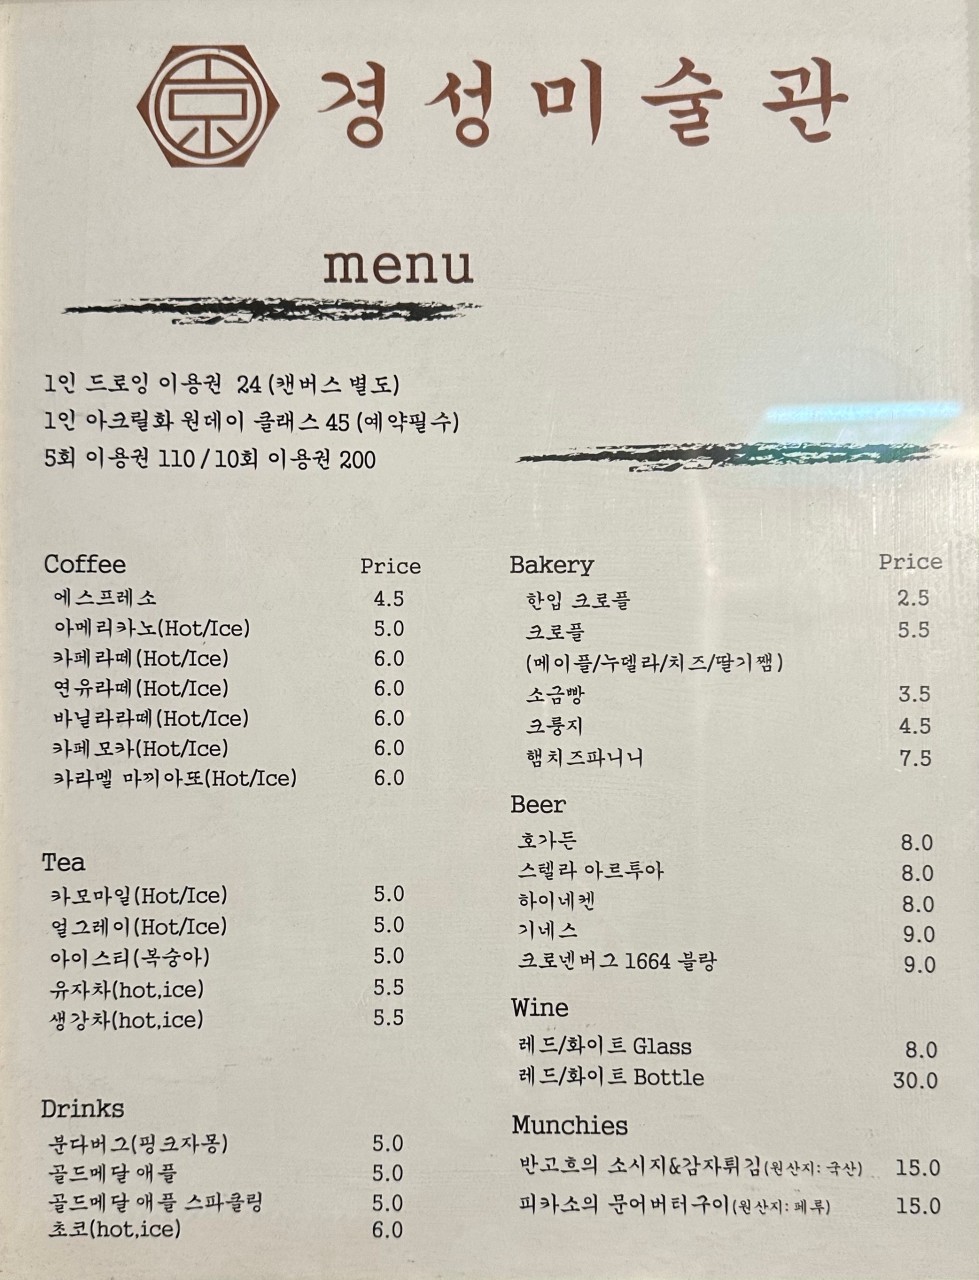 京 경성미술관
menu
1인 드로잉 이용권 24 (캔버스 별도)
1인 아크릴화 원데이 클래스 45 (예약필수)
5회 이용권 110 / 10회 이용권 200
Coffee Price
에스프레소 4.5
아메리카노(Hot/Ice) 5.0
카페라떼(Hot/Ice) 6.0
연유라떼(Hot/Ice) 6.0
바닐라라떼(Hot/Ice) 6.0
카페 모카(Hot/Ice) 6.0
카라멜 마끼아또(Hot/Ice) 6.0
Tea
카모마일(Hot/Ice) 5.0
얼그레이(Hot/Ice) 5.0
아이스티(복숭아) 5.0
유자차(hot,ice) 5.5
생강차(hot,ice) 5.5
Drinks
분다버그(핑크자몽) 5.0
골드메달 애플 5.0
골드메달 애플 스파클링 5.0
초코(hot,ice) 6.0
Bakery Price
한입 크로플 2.5
크로플 5.5
(메이플/누델라/치즈/딸기쨈)
소금빵 3.5
크룽지 4.5
햄치즈파니니 7.5
Beer
호가든 8.0
스텔라 아르투아 8.0
하이네켄 8.0
기네스 9.0
크로넨버그 1664 블랑 9.0
Wine
레드/화이트 Glass 8.0
레드/화이트 Bottle 30.0
Munchies
반고흐의 소시지&감자튀김(원산지: 국산) 15.0
피카소의 문어버터구이(원산지: 페루) 15.0